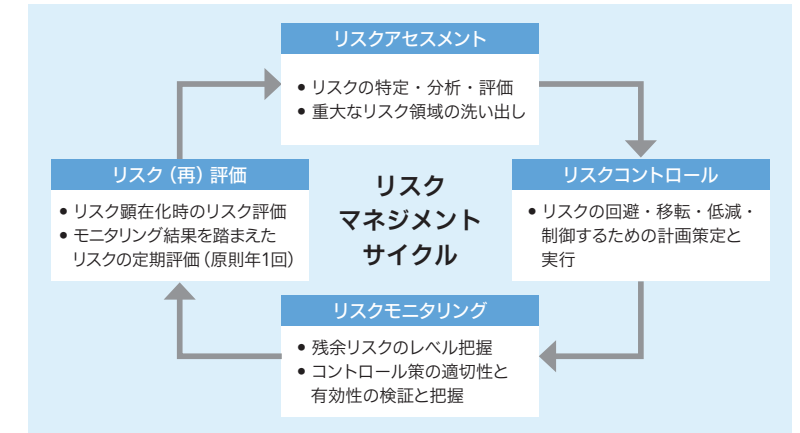 リスクアセスメント
• リスクの特定・分析・評価
• 重大なリスク領域の洗い出し
リスク（再）評価
• リスク顕在化時のリスク評価
• モニタリング結果を踏まえた
リスクの定期評価（原則年1回）
リスク
マネジメント
サイクル
リスクコントロール
• リスクの回避・移転・低減・
制御するための計画策定と
実行
リスクモニタリング
• 残余リスクのレベル把握
• コントロール策の適切性と
有効性の検証と把握